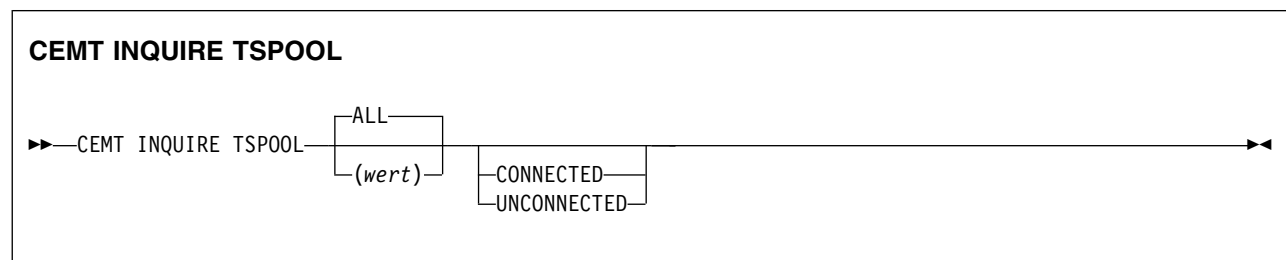 CEMT INQUIRE TSPOOL
ALL
CEMT INQUIRE TSPOOL
(wert)
CONNECTED
UNCONNECTED